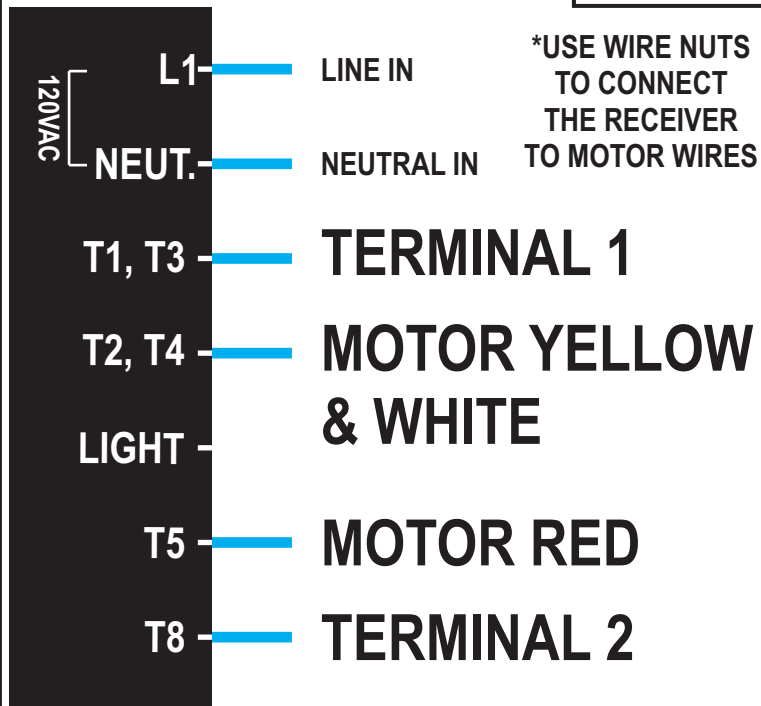 L1
LINE IN
*USE WIRE NUTS
TO CONNECT
THE RECEIVER
TO MOTOR WIRES
120VAC
NEUT.
NEUTRAL IN
T1, T3
TERMINAL 1
T2, T4
MOTOR YELLOW
& WHITE
LIGHT
T5
MOTOR RED
T8
TERMINAL 2